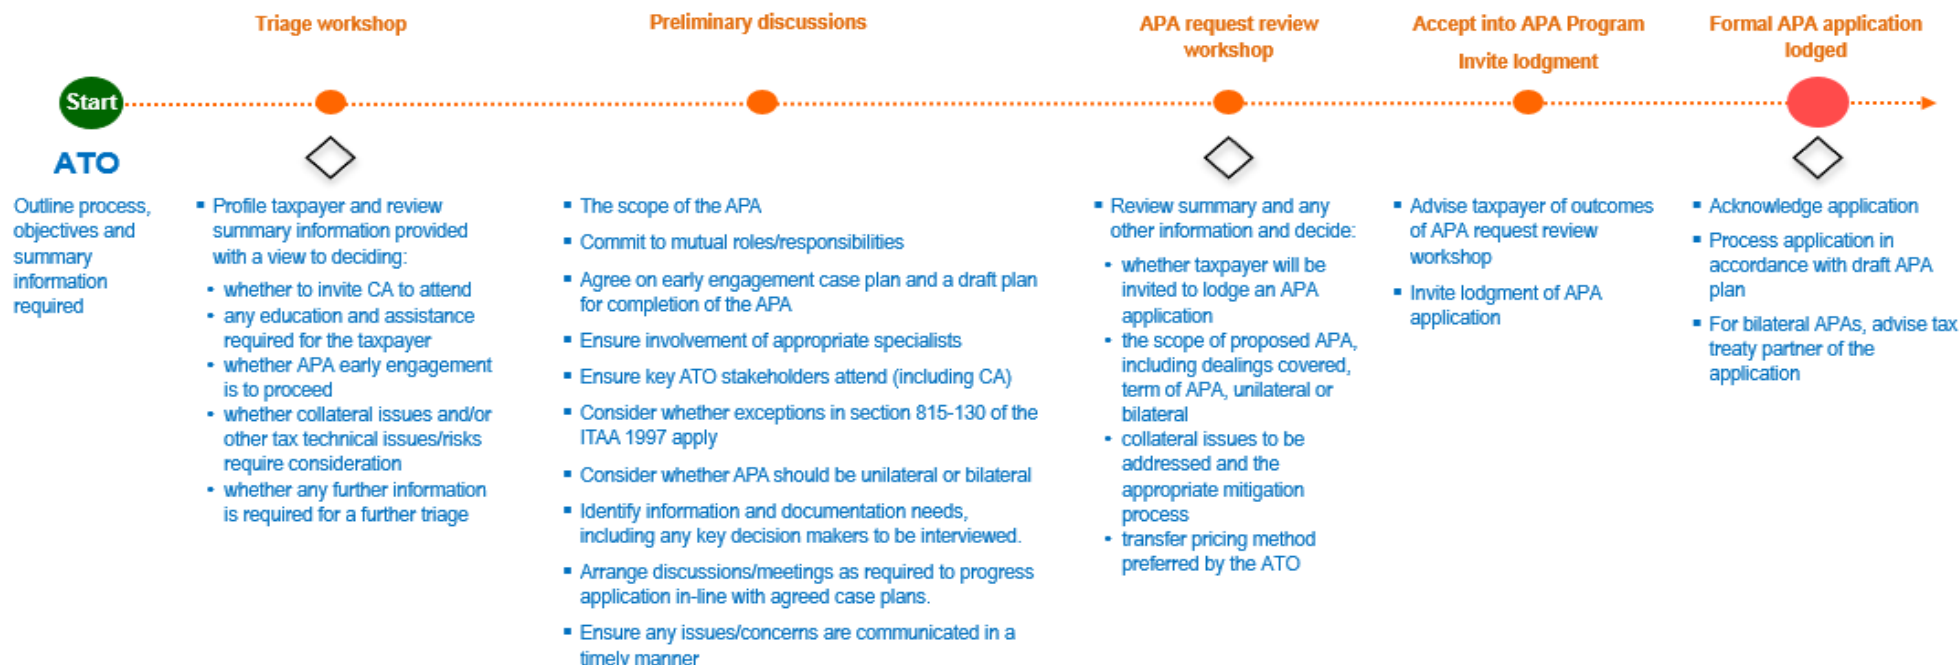 Triage workshop
Preliminary discussions
APA request review
workshop
Accept into APA Program
Invite lodgment
Formal APA application
lodged
Start
ATO
Outline process,
objectives and
summary
information
required
▪ Profile taxpayer and review
summary information provided
with a view to deciding:
• whether to invite CA to attend
• any education and assistance
required for the taxpayer
• whether APA early engagement
is to proceed
• whether collateral issues and/or
other tax technical issues/risks
require consideration
• whether any further information
is required for a further triage
▪ The scope of the APA
▪ Commit to mutual roles/responsibilities
▪ Agree on early engagement case plan and a draft plan
for completion of the APA
▪ Ensure involvement of appropriate specialists
▪ Ensure key ATO stakeholders attend (including CA)
▪ Consider whether exceptions in section 815-130 of the
ITAA 1997 apply
▪ Consider whether APA should be unilateral or bilateral
▪ Identify information and documentation needs,
including any key decision makers to be interviewed.
▪ Arrange discussions/meetings as required to progress
application in-line with agreed case plans.
▪ Ensure any issues/concerns are communicated in a
timely manner
▪ Review summary and any
other information and decide:
• whether taxpayer will be
invited to lodge an APA
application
• the scope of proposed APA,
including dealings covered,
term of APA, unilateral or
bilateral
• collateral issues to be
addressed and the
appropriate mitigation
process
• transfer pricing method
preferred by the ATO
▪ Advise taxpayer of outcomes
of APA request review
workshop
▪ Invite lodgment of APA
application
▪ Acknowledge application
▪ Process application in
accordance with draft APA
plan
▪ For bilateral APAs, advise tax
treaty partner of the
application